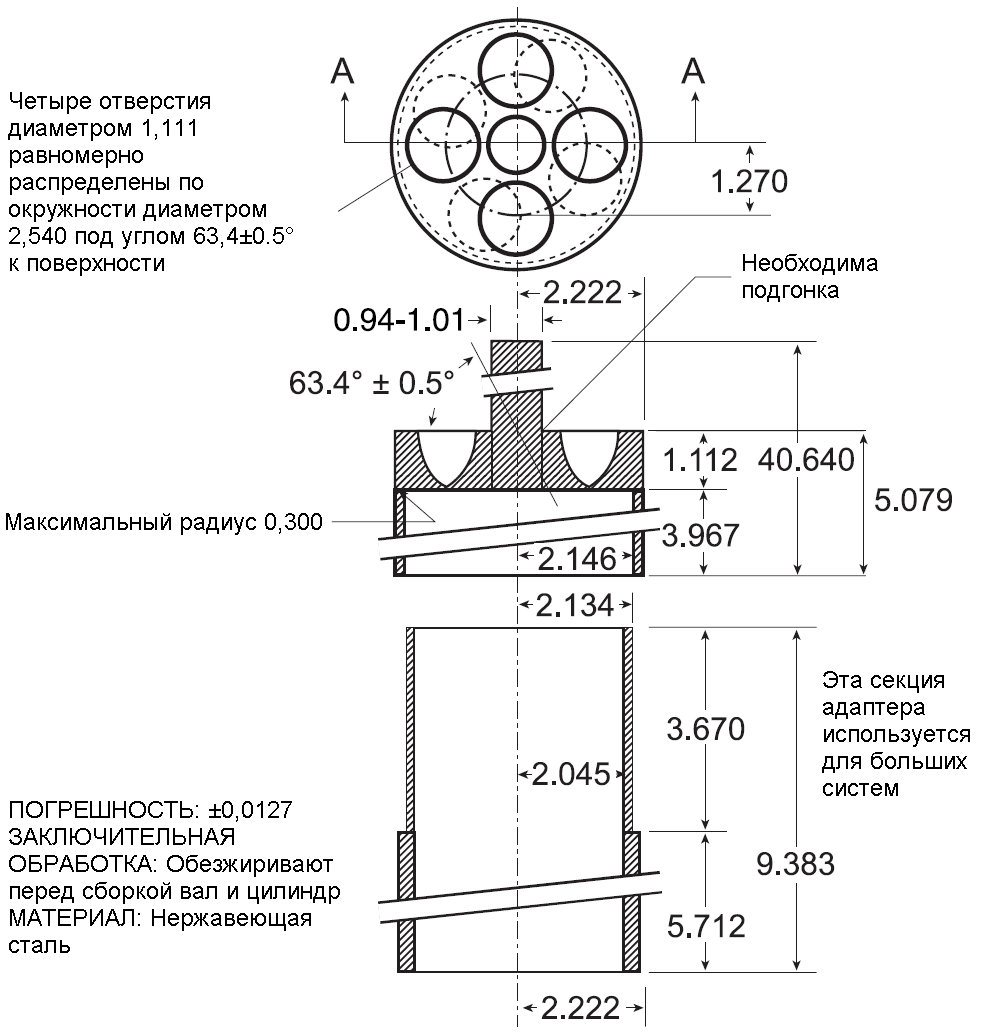 A
A
Четыре отверстия
диаметром 1,111
равномерно
распределены по
окружности диаметром
2,540 под углом 63,4±0.5°
к поверхности
1.270
Необходима
подгонка
2.222
0.94-1.01
63.4° ± 0.5°
1.112
40.640
5.079
Максимальный радиус 0,300
3.967
2.146
2.134
Эта секция
адаптера
используется
для больших
систем
3.670
2.045
ПОГРЕШНОСТЬ: ±0,0127
ЗАКЛЮЧИТЕЛЬНАЯ
ОБРАБОТКА: Обезжиривают
перед сборкой вал и цилиндр
МАТЕРИАЛ: Нержавеющая
сталь
9.383
5.712
2.222